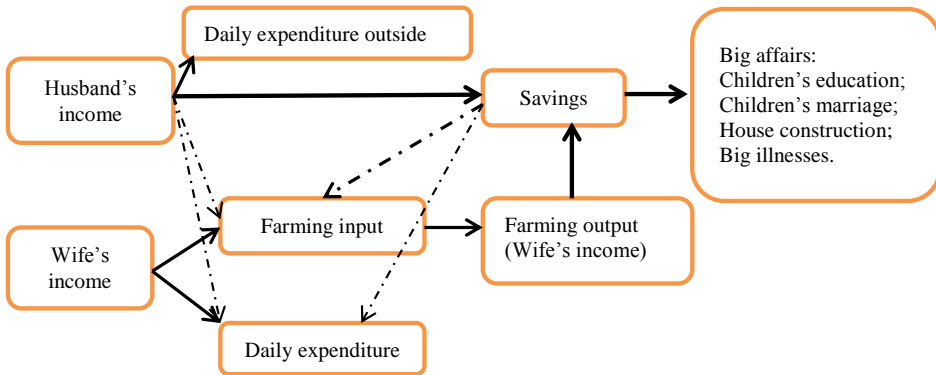 Daily expenditure outside
Husband’s
income
Savings
Big affairs:
Children’s education;
Children’s marriage;
House construction;
Big illnesses.
Wife’s
income
Farming input
Farming output
(Wife’s income)
Daily expenditure